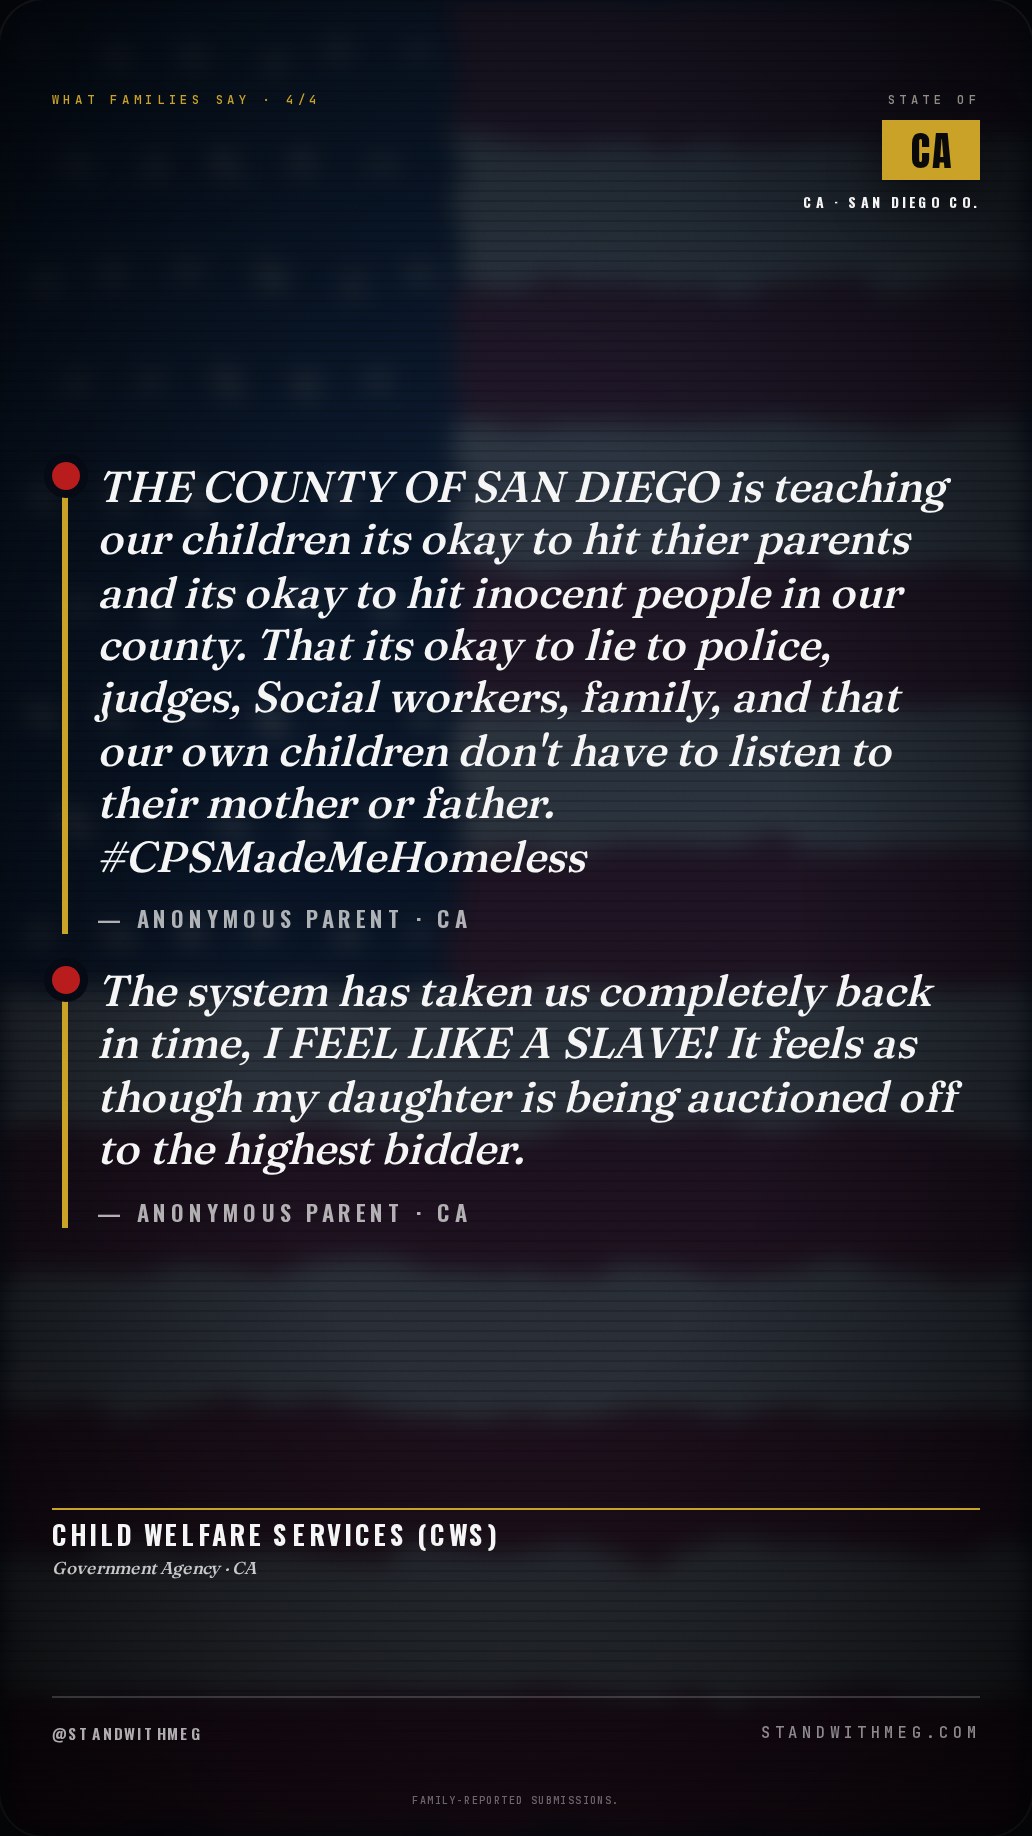 WHAT FAMILIES SAY · 4/4
STATE OF
CA
CA · SAN DIEGO CO.
THE COUNTY OF SAN DIEGO is teaching
our children its okay to hit thier parents
and its okay to hit inocent people in our
county. That its okay to lie to police,
judges, Social workers, family, and that
our own children don't have to listen to
their mother or father.
#CPSMadeMeHomeless
— ANONYMOUS PARENT · CA
The system has taken us completely back
in time, I FEEL LIKE A SLAVE! It feels as
though my daughter is being auctioned off
to the highest bidder.
— ANONYMOUS PARENT · CA
CHILD WELFARE SERVICES (CWS)
Government Agency · CA
@STANDWITHMEG
STANDWITHMEG.COM
FAMILY-REPORTED SUBMISSIONS.